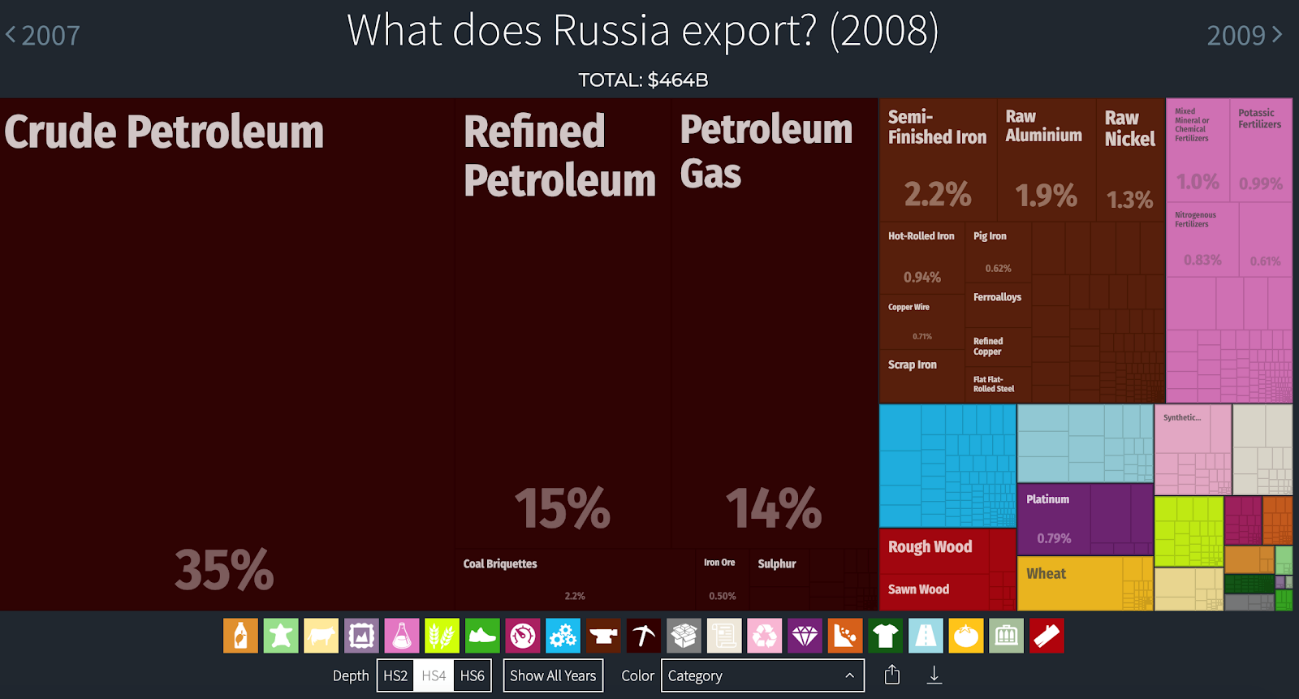 2007
What does Russia export? (2008)
2009
TOTAL: $464B
Crude Petroleum
35%
Refined
Petroleum
15%
Petroleum
Gas
14%
Coal Briquettes
2.2%
Iron Ore
0.50%
Sulphur
Semi-
Finished Iron
2.2%
Raw
Aluminium
1.9%
Raw
Nickel
1.3%
Hot-Rolled Iron
0.94%
Pig Iron
0.62%
Copper Wire
0.71%
Ferroalloys
Scrap Iron
Refined
Copper
Flat Flat-
Rolled Steel
Mixed
Mineral or
Chemical
Fertilizers
1.0%
Potassic
Fertilizers
0.99%
Nitrogenous
Fertilizers
0.83%
0.61%
Rough Wood
Sawn Wood
Platinum
0.79%
Wheat
Synthetic...
Depth HS2 HS4 HS6 Show All Years Color Category